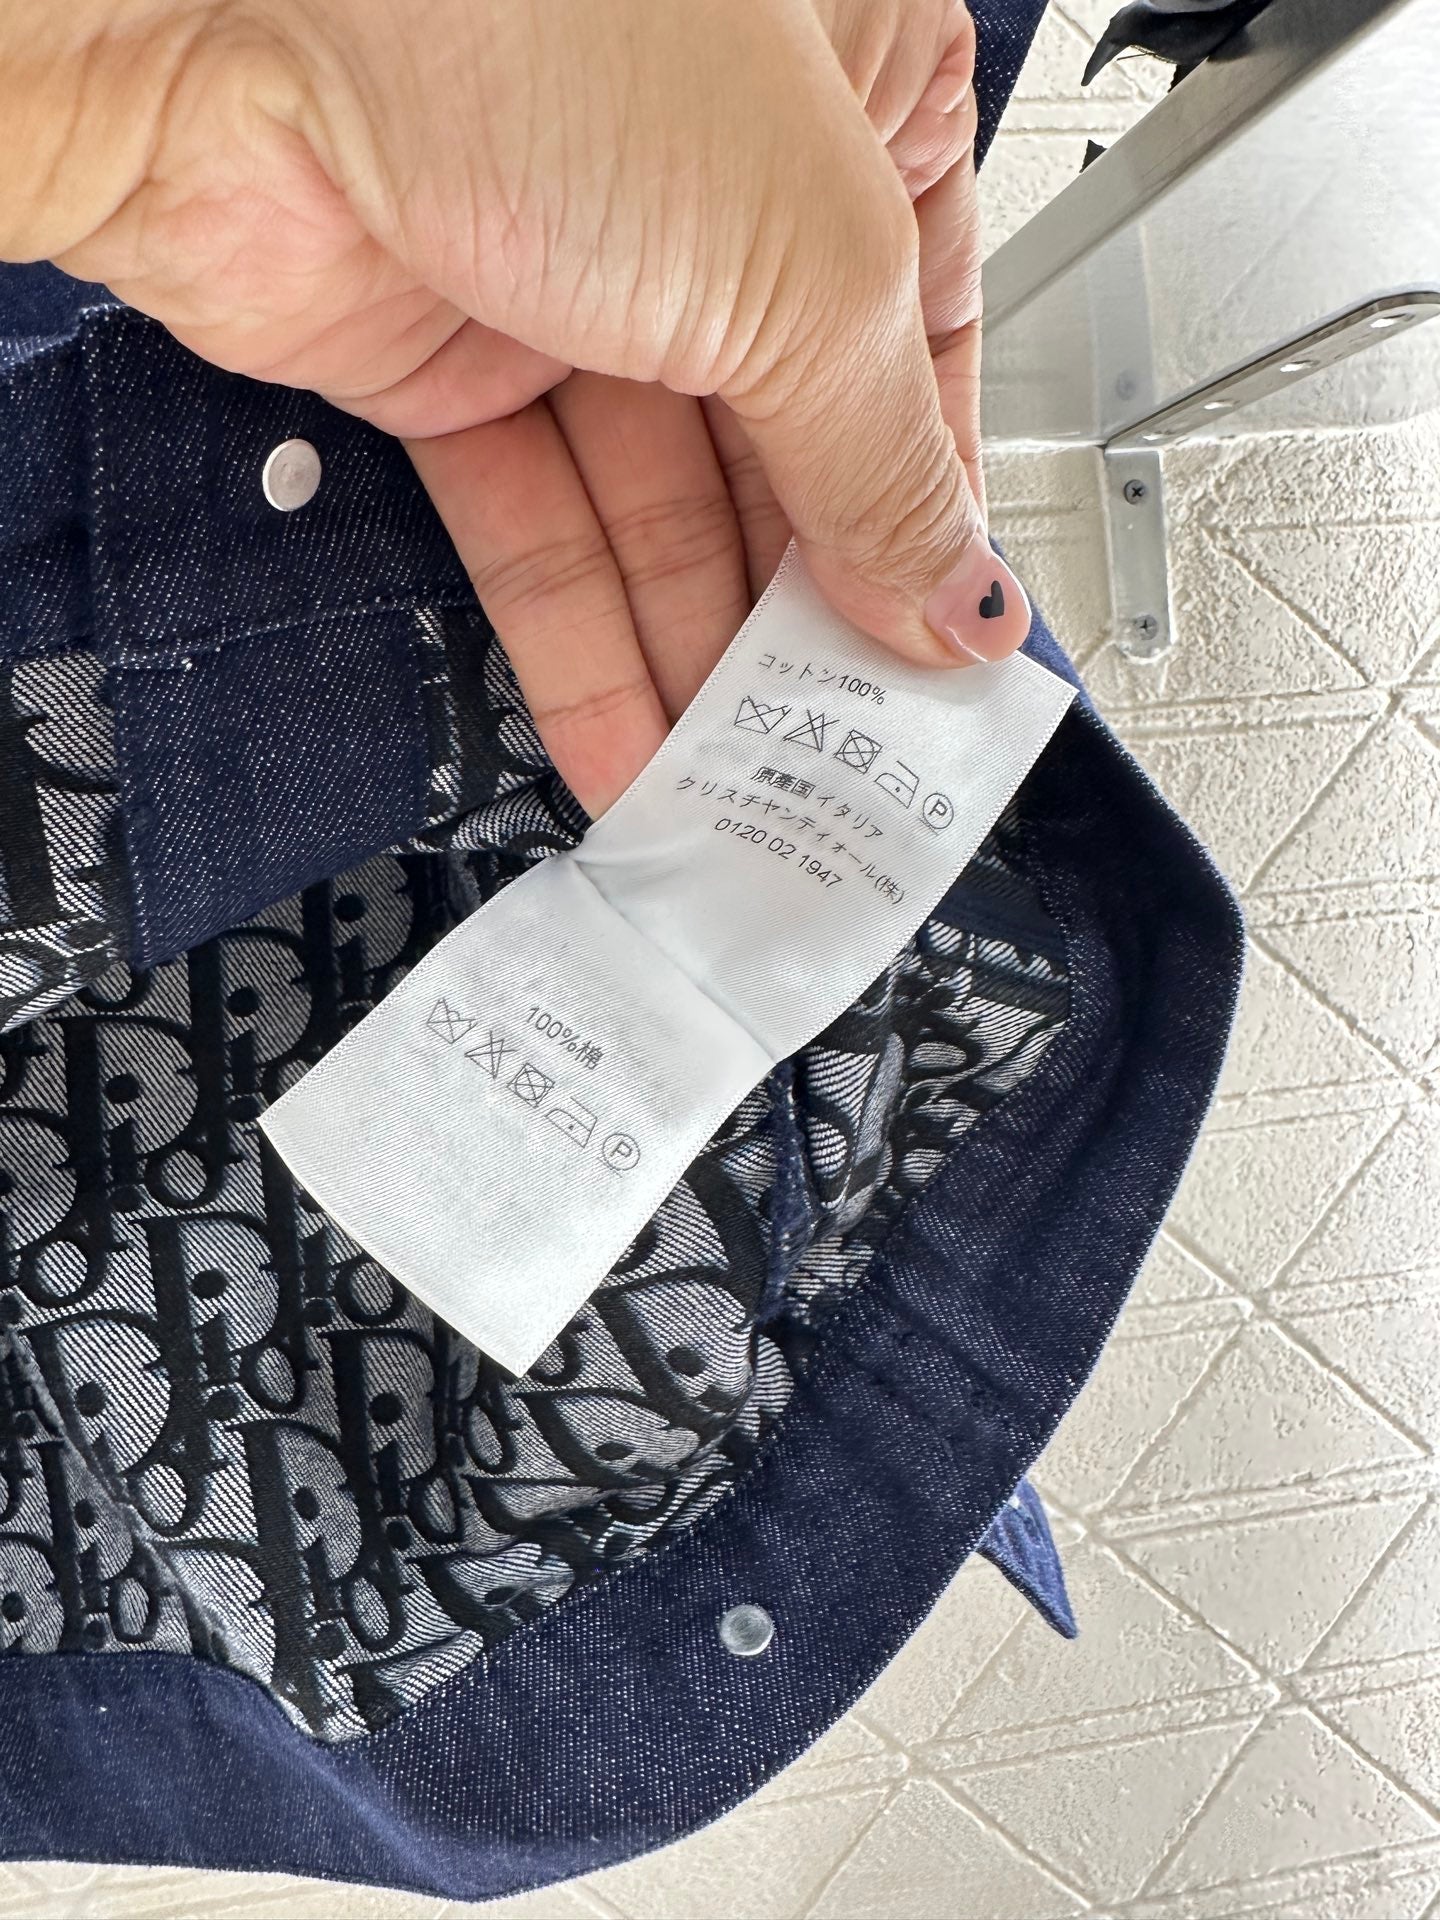 コットン100%
P
原産国 イタリア
クリスチャンディオール(株)
0120 02 1947
100%棉
P
Dior